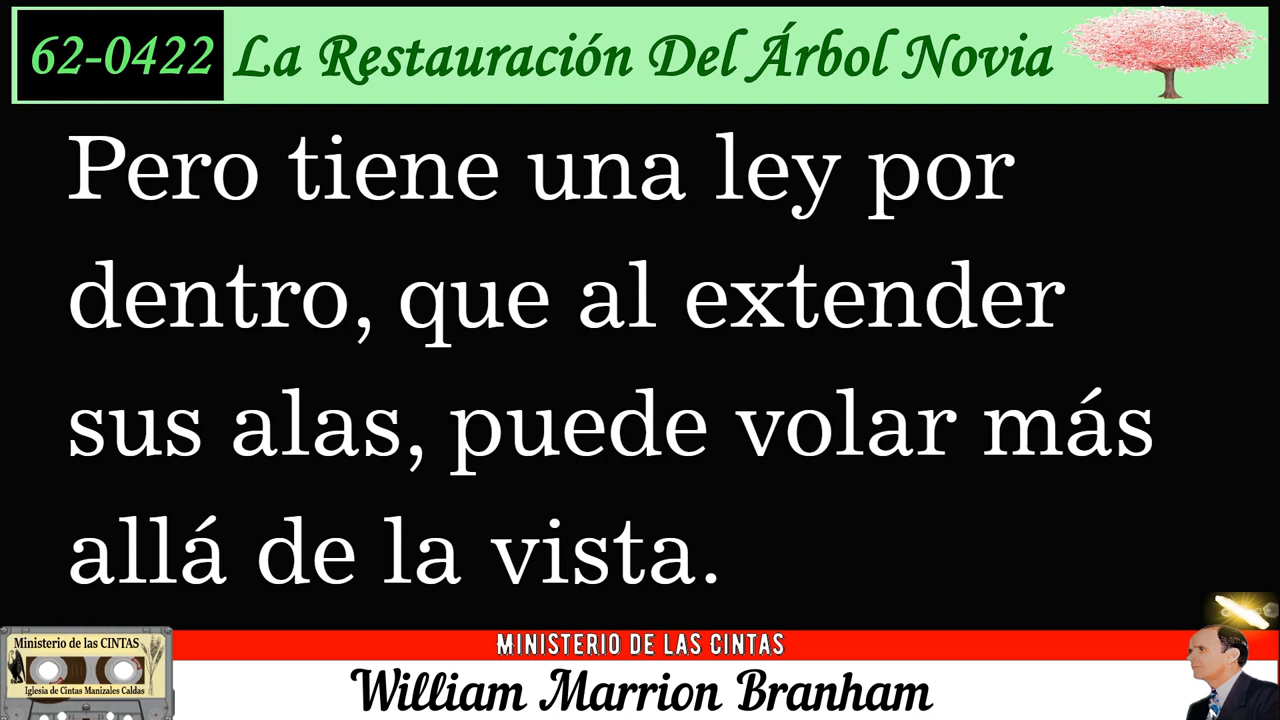 62-0422 La Restauración Del Árbol Novia
Pero tiene una ley por
dentro, que al extender
sus alas, puede volar más
allá de la vista.
Ministerio de las CINTAS
Iglesia de Cintas Manizales Caldas
MINISTERIO DE LAS CINTAS
William Marrion Branham